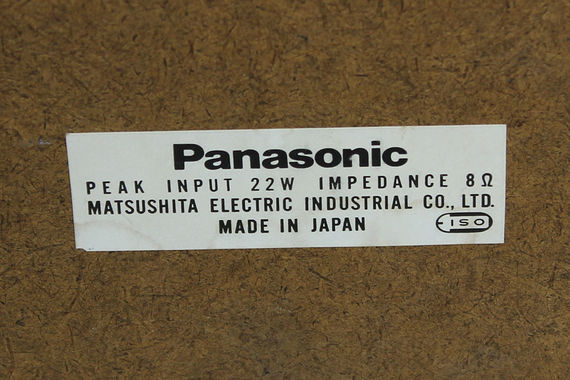 Panasonic
PEAK INPUT 22W IMPEDANCE 8Ω
MATSUSHITA ELECTRIC INDUSTRIAL CO., LTD.
MADE IN JAPAN
ISO